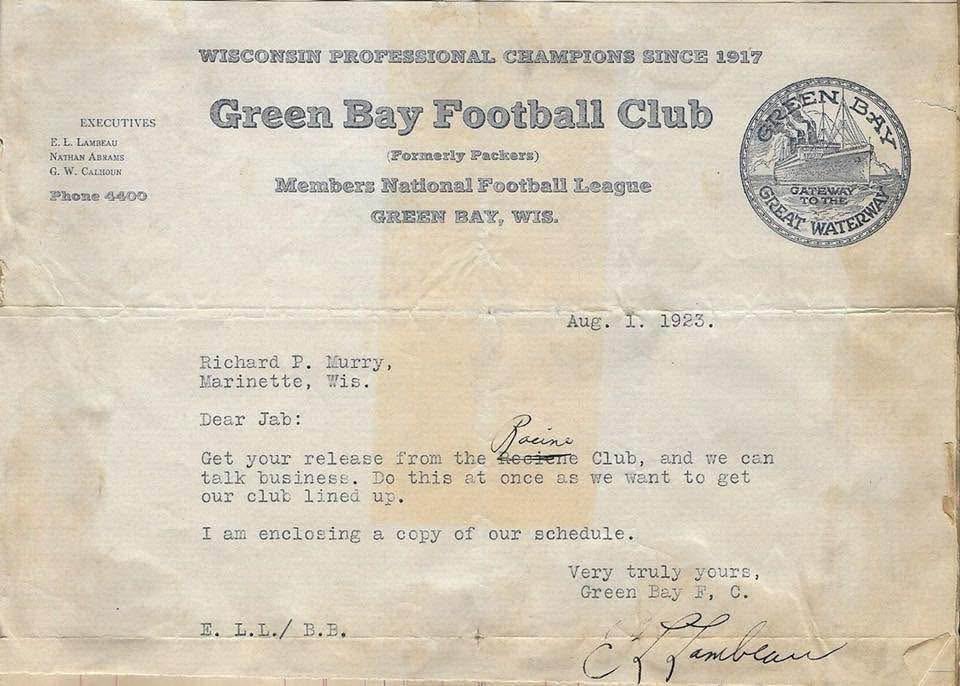 WISCONSIN PROFESSIONAL CHAMPIONS SINCE 1917
Green Bay Football Club
(Formerly Packers)
Members National Football League
GREEN BAY, WIS.
EXECUTIVES
E. L. LAMBEAU
NATHAN ABRAMS
G. W. CALHOUN
Phone 4400
GREEN BAY
GATEWAY
TO THE
GREAT WATERWAY
Aug. 1. 1923.
Richard P. Murry,
Marinette, Wis.
Dear Jab:
Racine
Get your release from the Reciene Club, and we can
talk business. Do this at once as we want to get
our club lined up.
I am enclosing a copy of our schedule.
Very truly yours,
Green Bay F, C.
E. L.L./ B.B.
E L Lambeau